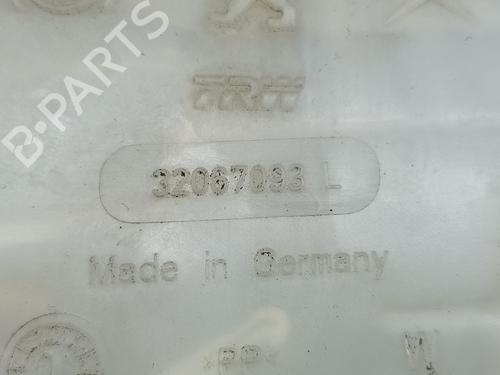 B-PARTS
TRW
32067093 L
Made in Germany
>PP<